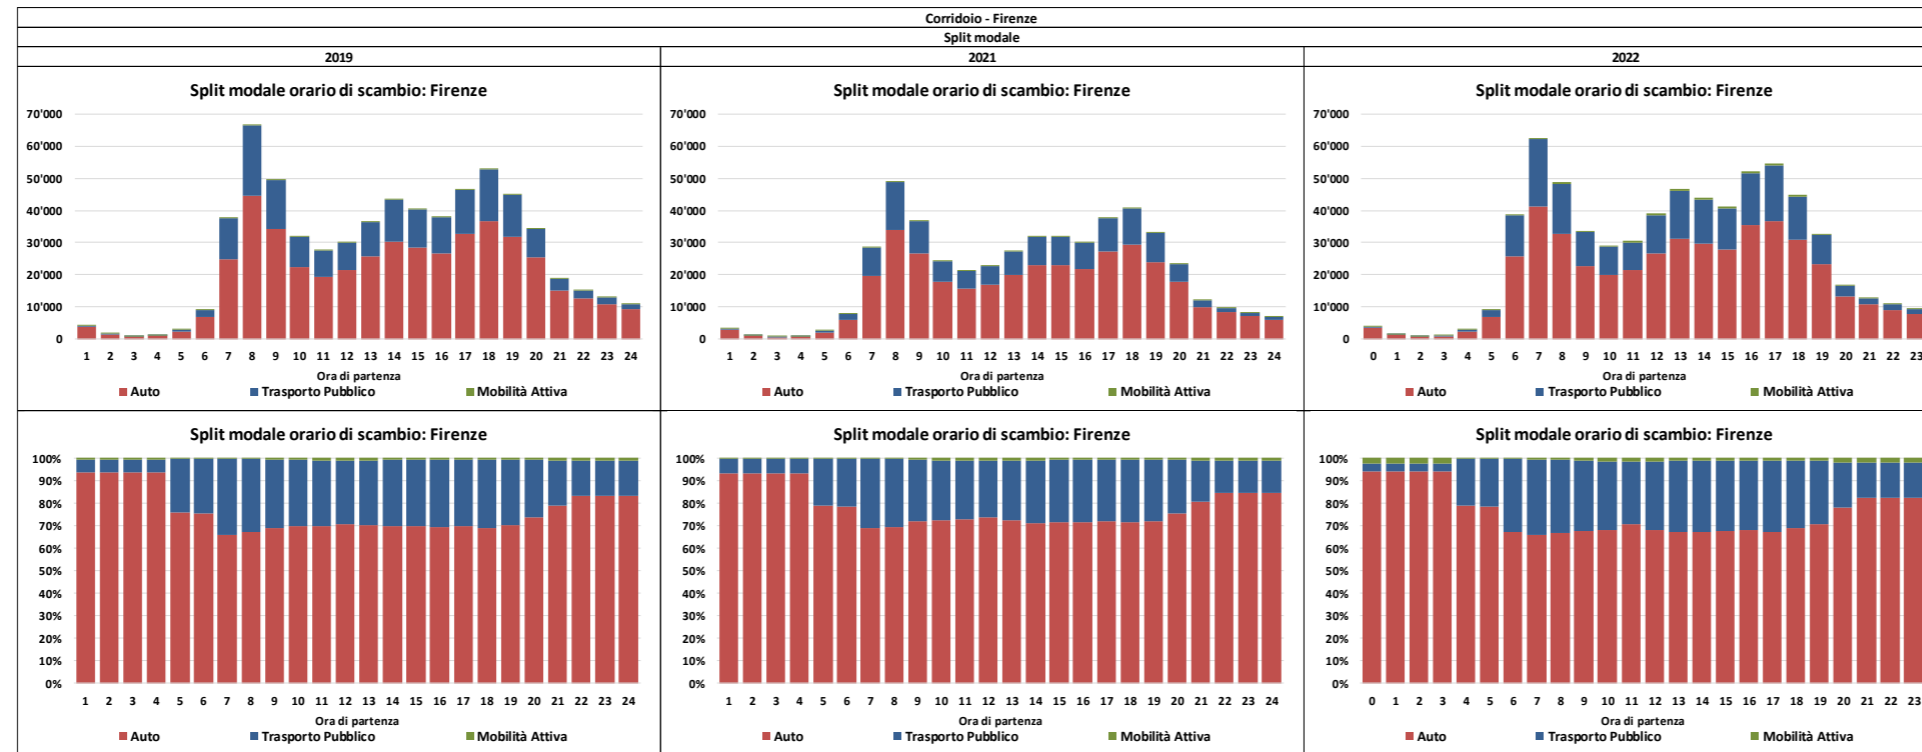 Corridoio - Firenze
Split modale
2019 2021 2022
Split modale orario di scambio: Firenze
70'000
60'000
50'000
40'000
30'000
20'000
10'000
0
1 2 3 4 5 6 7 8 9 10 11 12 13 14 15 16 17 18 19 20 21 22 23 24
Ora di partenza
Auto Trasporto Pubblico Mobilità Attiva
Split modale orario di scambio: Firenze
70'000
60'000
50'000
40'000
30'000
20'000
10'000
0
1 2 3 4 5 6 7 8 9 10 11 12 13 14 15 16 17 18 19 20 21 22 23 24
Ora di partenza
Auto Trasporto Pubblico Mobilità Attiva
Split modale orario di scambio: Firenze
70'000
60'000
50'000
40'000
30'000
20'000
10'000
0
0 1 2 3 4 5 6 7 8 9 10 11 12 13 14 15 16 17 18 19 20 21 22 23
Ora di partenza
Auto Trasporto Pubblico Mobilità Attiva
Split modale orario di scambio: Firenze
100%
90%
80%
70%
60%
50%
40%
30%
20%
10%
0%
1 2 3 4 5 6 7 8 9 10 11 12 13 14 15 16 17 18 19 20 21 22 23 24
Ora di partenza
Auto Trasporto Pubblico Mobilità Attiva
Split modale orario di scambio: Firenze
100%
90%
80%
70%
60%
50%
40%
30%
20%
10%
0%
1 2 3 4 5 6 7 8 9 10 11 12 13 14 15 16 17 18 19 20 21 22 23 24
Ora di partenza
Auto Trasporto Pubblico Mobilità Attiva
Split modale orario di scambio: Firenze
100%
90%
80%
70%
60%
50%
40%
30%
20%
10%
0%
0 1 2 3 4 5 6 7 8 9 10 11 12 13 14 15 16 17 18 19 20 21 22 23
Ora di partenza
Auto Trasporto Pubblico Mobilità Attiva